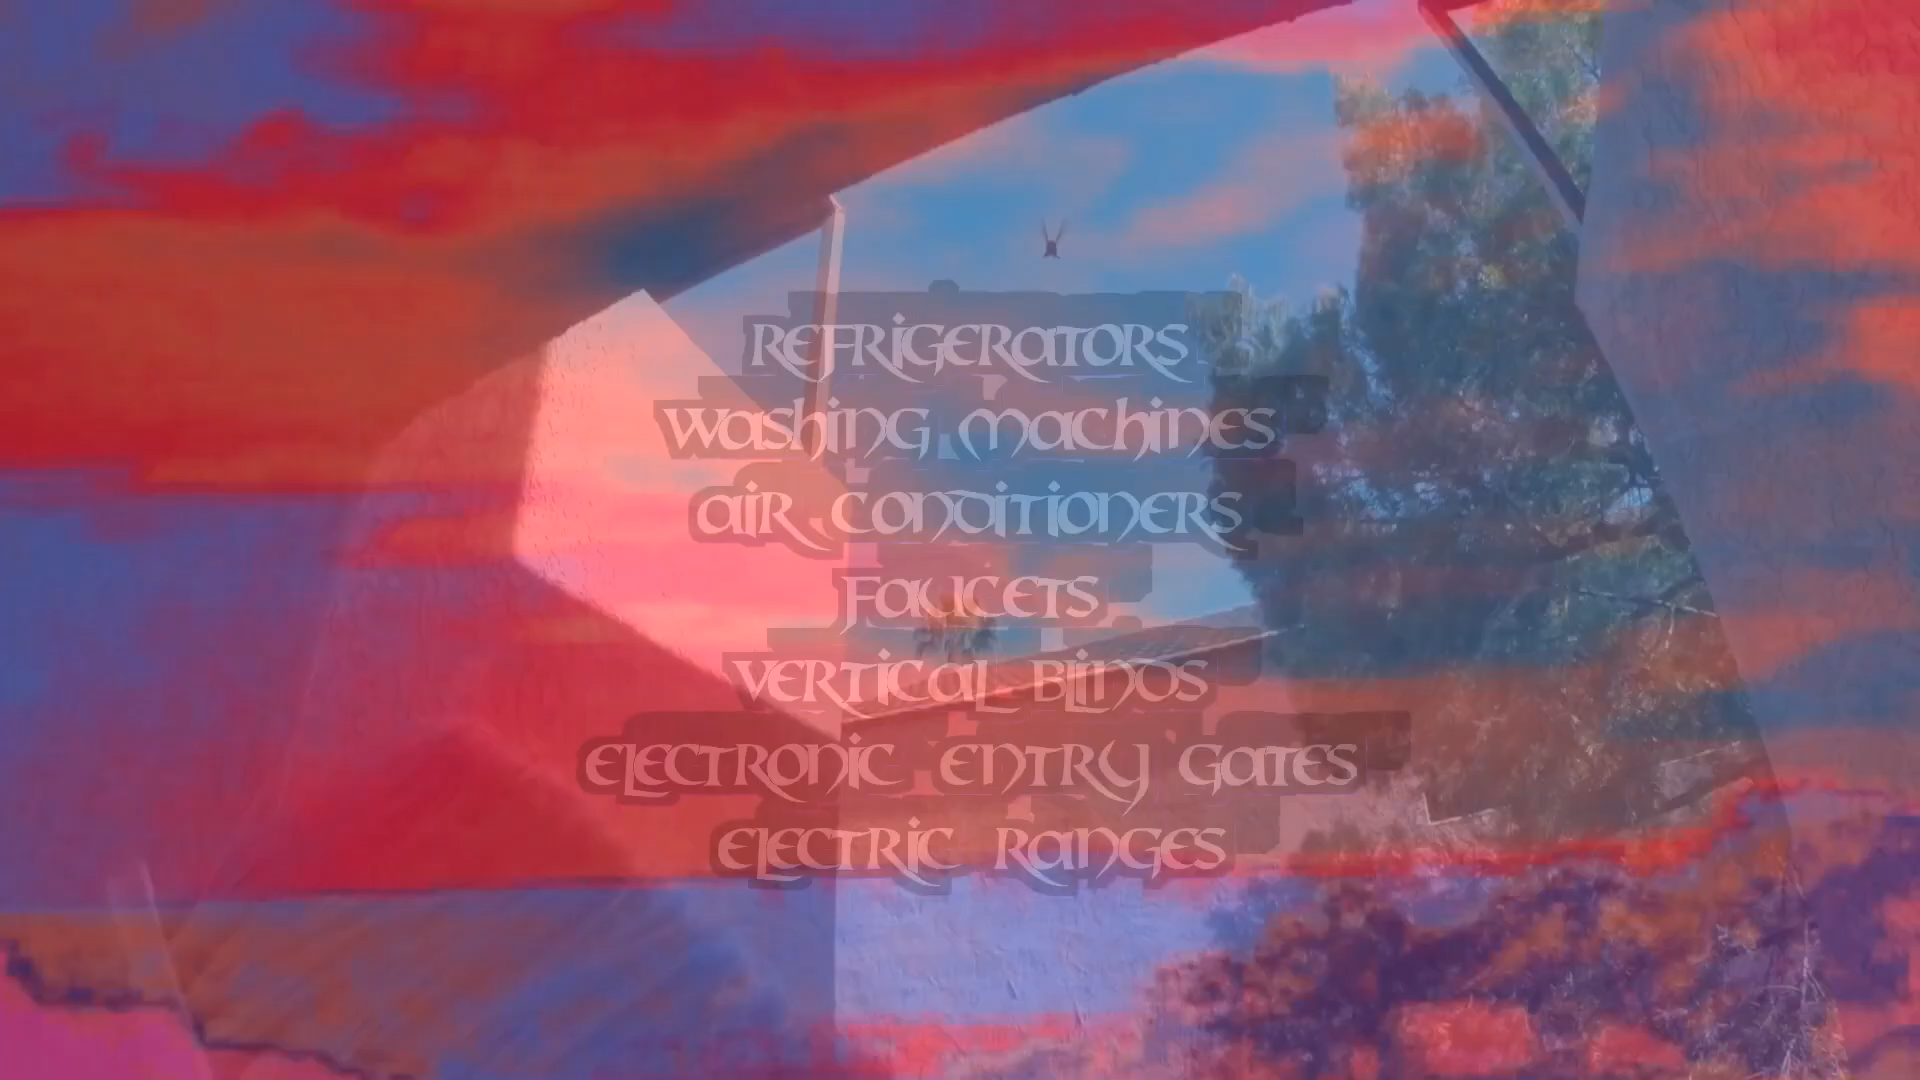 REFRIGERATORS
WASHING MACHINES
AIR CONDITIONERS
FAUCETS
VERTICAL BLINDS
ELECTRONIC ENTRY GATES
ELECTRIC RANGES